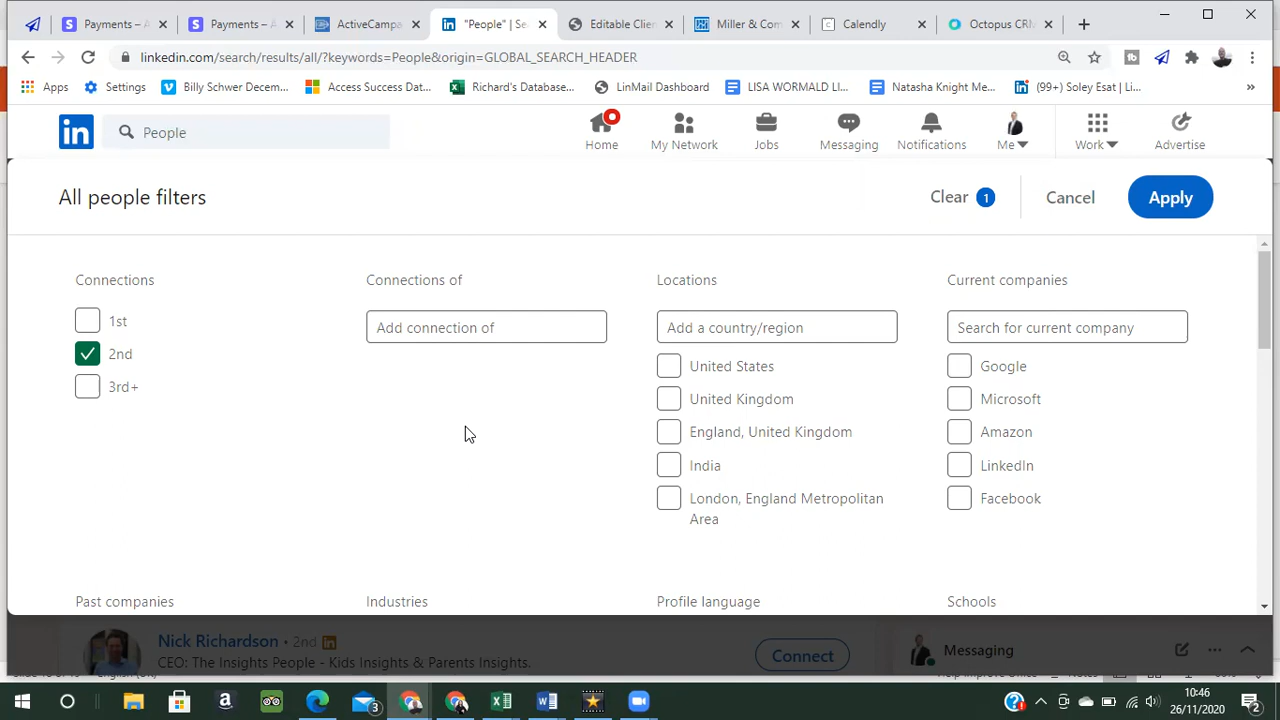 Payments – A
Payments – A
ActiveCampa
"People" | Sea
Editable Clien
Miller & Com
Calendly
Octopus CRM
linkedin.com/search/results/all/?keywords=People&origin=GLOBAL_SEARCH_HEADER
Apps
Settings
Billy Schwer Decem...
Access Success Dat...
Richard's Database...
LinMail Dashboard
LISA WORMALD LI...
Natasha Knight Me...
(99+) Soley Esat | Li...
»
in
People
Home
My Network
Jobs
Messaging
Notifications
Me
Work
Advertise
All people filters
Clear 1
Cancel
Apply
Connections
1st
2nd
3rd+
Connections of
Add connection of
Locations
Add a country/region
United States
United Kingdom
England, United Kingdom
India
London, England Metropolitan
Area
Current companies
Search for current company
Google
Microsoft
Amazon
LinkedIn
Facebook
Past companies
Industries
Profile language
Schools
Nick Richardson • 2nd in
CEO: The Insights People - Kids Insights & Parents Insights.
Connect
Messaging
10:46
26/11/2020
3
2